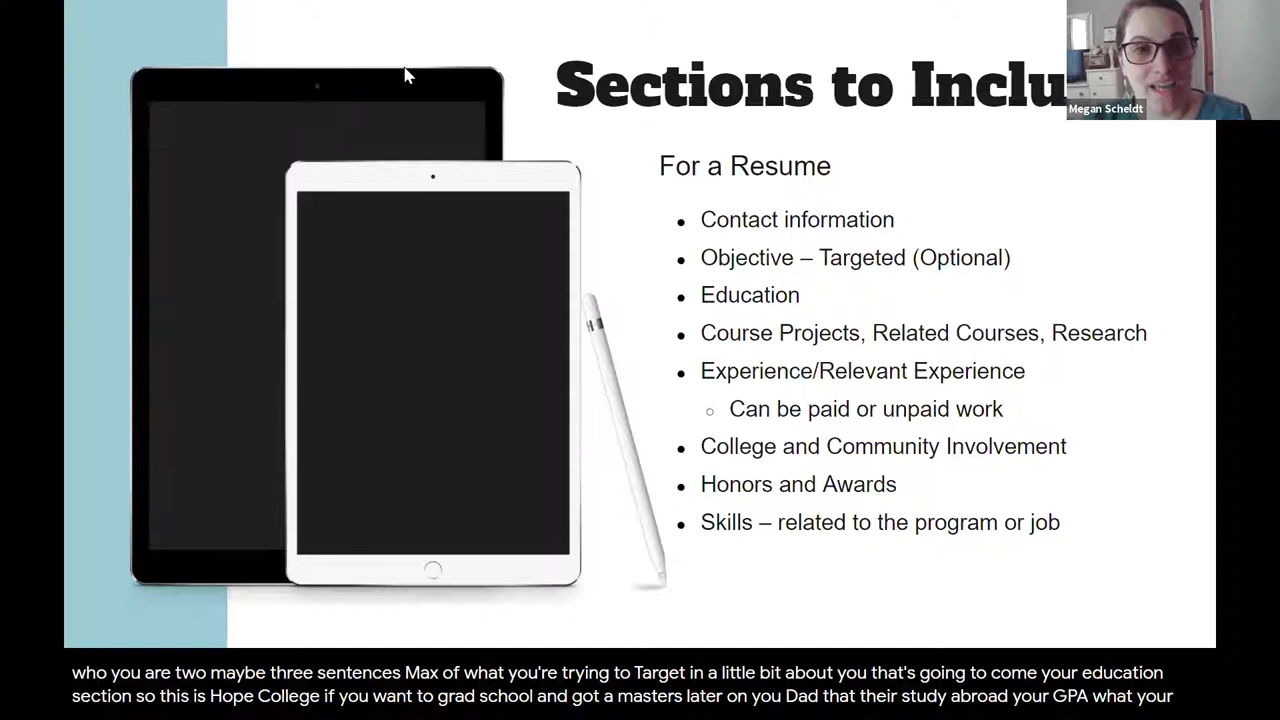 Sections to Inclu
Megan Scheldt
For a Resume
• Contact information
• Objective – Targeted (Optional)
• Education
• Course Projects, Related Courses, Research
• Experience/Relevant Experience
○ Can be paid or unpaid work
• College and Community Involvement
• Honors and Awards
• Skills – related to the program or job
who you are two maybe three sentences Max of what you're trying to Target in a little bit about you that's going to come your education
section so this is Hope College if you want to grad school and got a masters later on you Dad that their study abroad your GPA what your